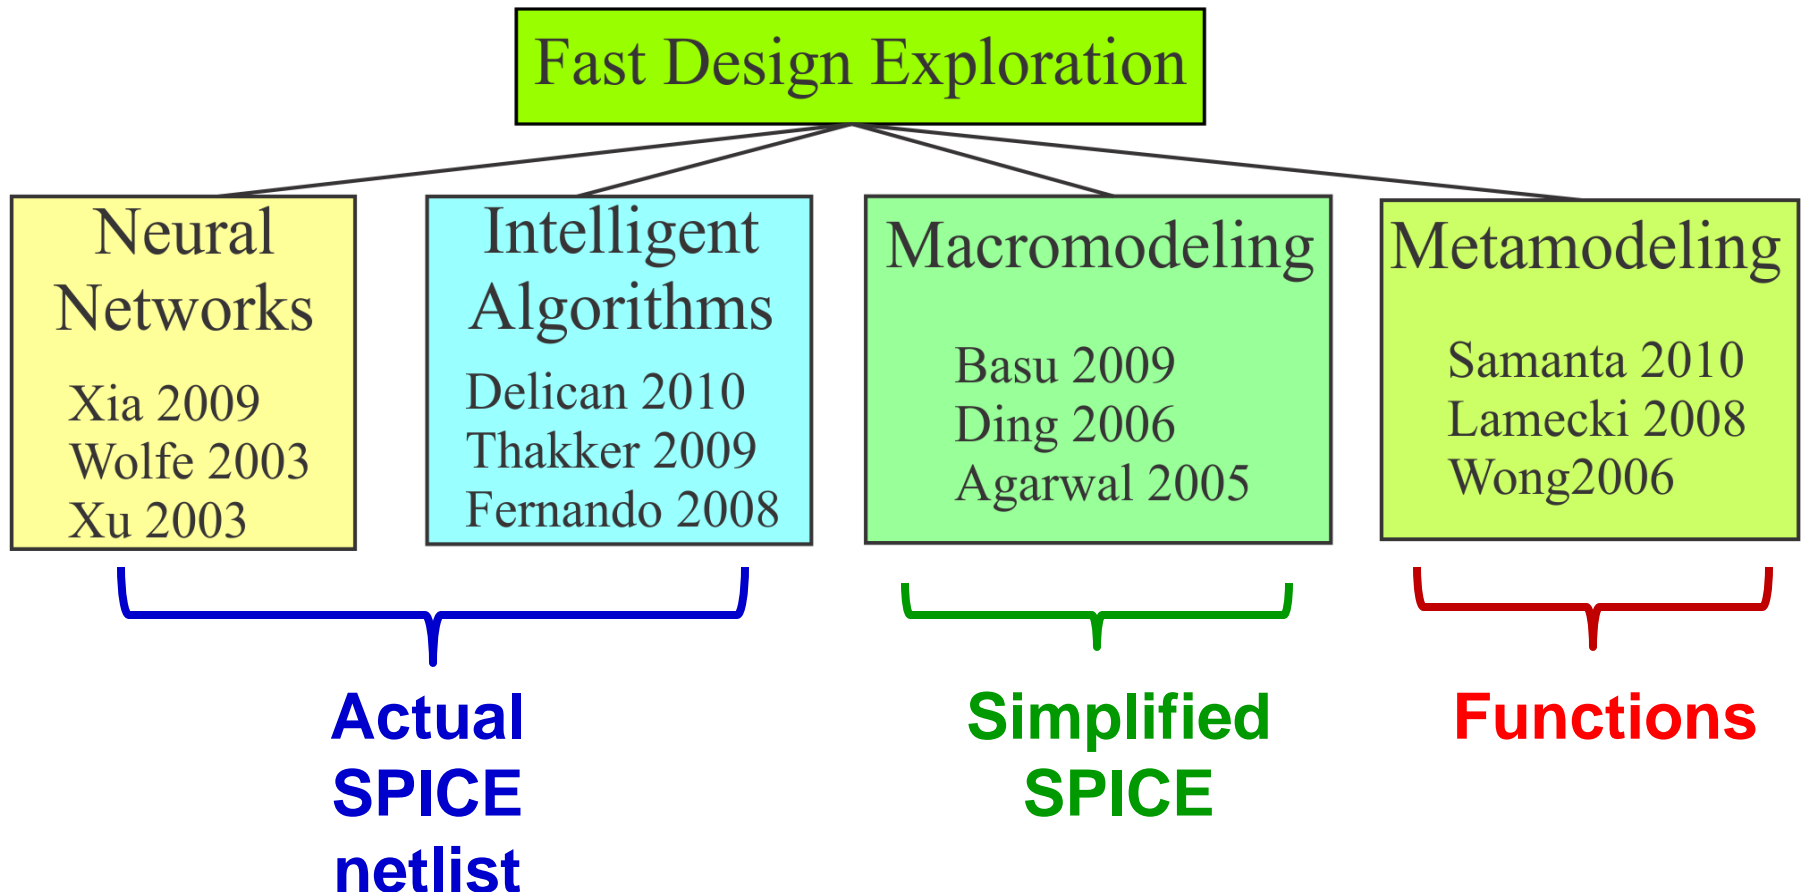 Fast Design Exploration
Neural
Networks
Xia 2009
Wolfe 2003
Xu 2003
Intelligent
Algorithms
Delican 2010
Thakker 2009
Fernando 2008
Macromodeling
Basu 2009
Ding 2006
Agarwal 2005
Metamodeling
Samanta 2010
Lamecki 2008
Wong2006
Actual
SPICE
netlist
Simplified
SPICE
Functions